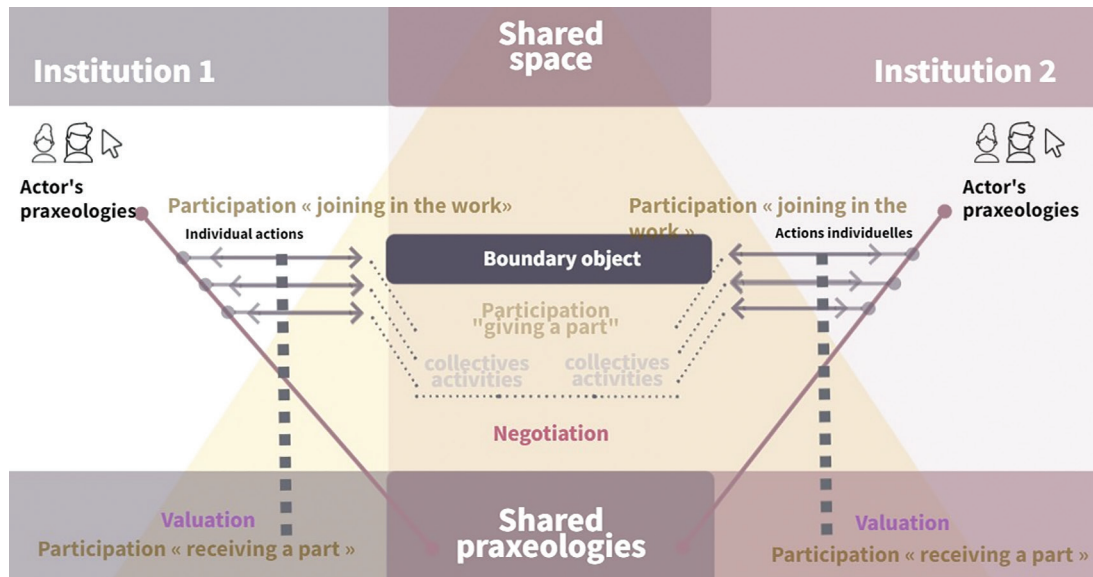 Shared
space
Institution 1
Institution 2
Actor's
praxeologies
Actor's
praxeologies
Participation « joining in the work»
Participation « joining in the
work »
Individual actions
Actions individuelles
Boundary object
Participation
"giving a part"
collectives
activities
collectives
activities
Negotiation
Valuation
Participation « receiving a part »
Shared
praxeologies
Valuation
Participation « receiving a part »